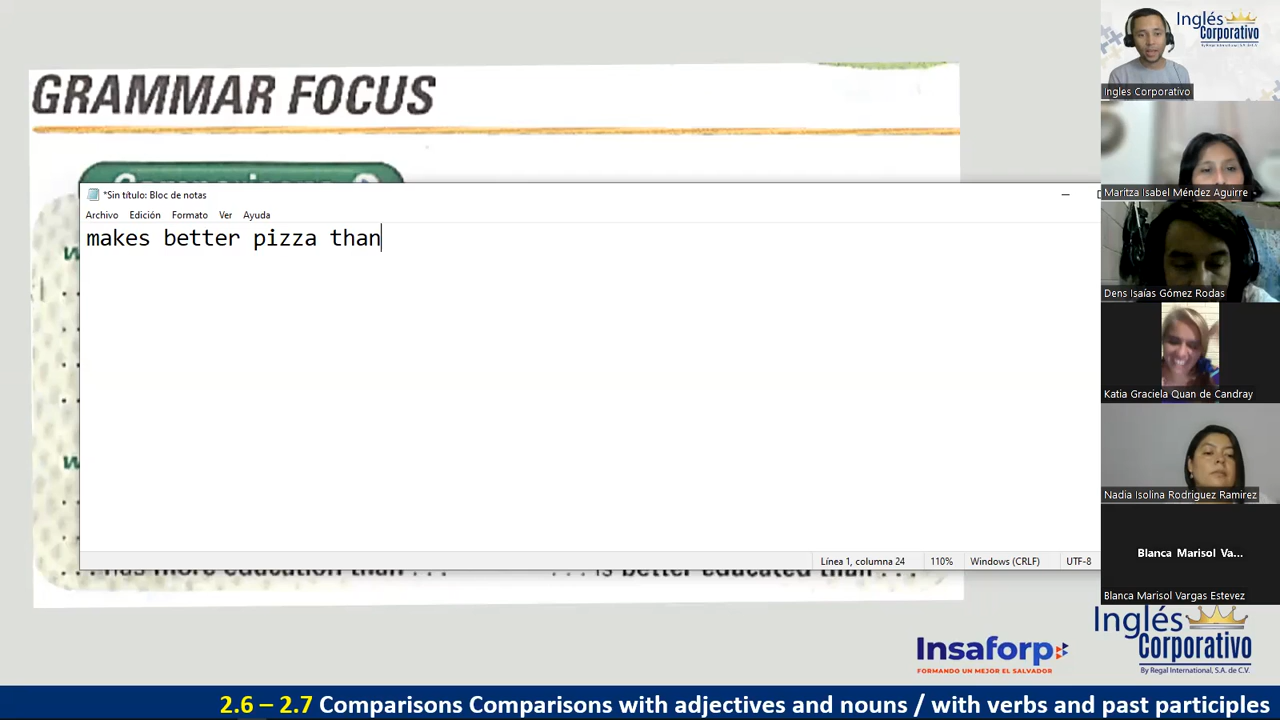 GRAMMAR FOCUS
*Sin título: Bloc de notas
Archivo Edición Formato Ver Ayuda
makes better pizza than
Línea 1, columna 24 110% Windows (CRLF) UTF-8
. . . has more education than . . . . . . is better educated than . . .
Inglés
Corporativo
By Regal International, S.A. de C.V.
Ingles Corporativo
Maritza Isabel Méndez Aguirre
Dens Isaías Gómez Rodas
Katia Graciela Quan de Candray
Nadia Isolina Rodriguez Ramirez
Blanca Marisol Va...
Blanca Marisol Vargas Estevez
Insaforp
FORMANDO UN MEJOR EL SALVADOR
Inglés
Corporativo
By Regal International, S.A. de C.V.
2.6 – 2.7 Comparisons Comparisons with adjectives and nouns / with verbs and past participles